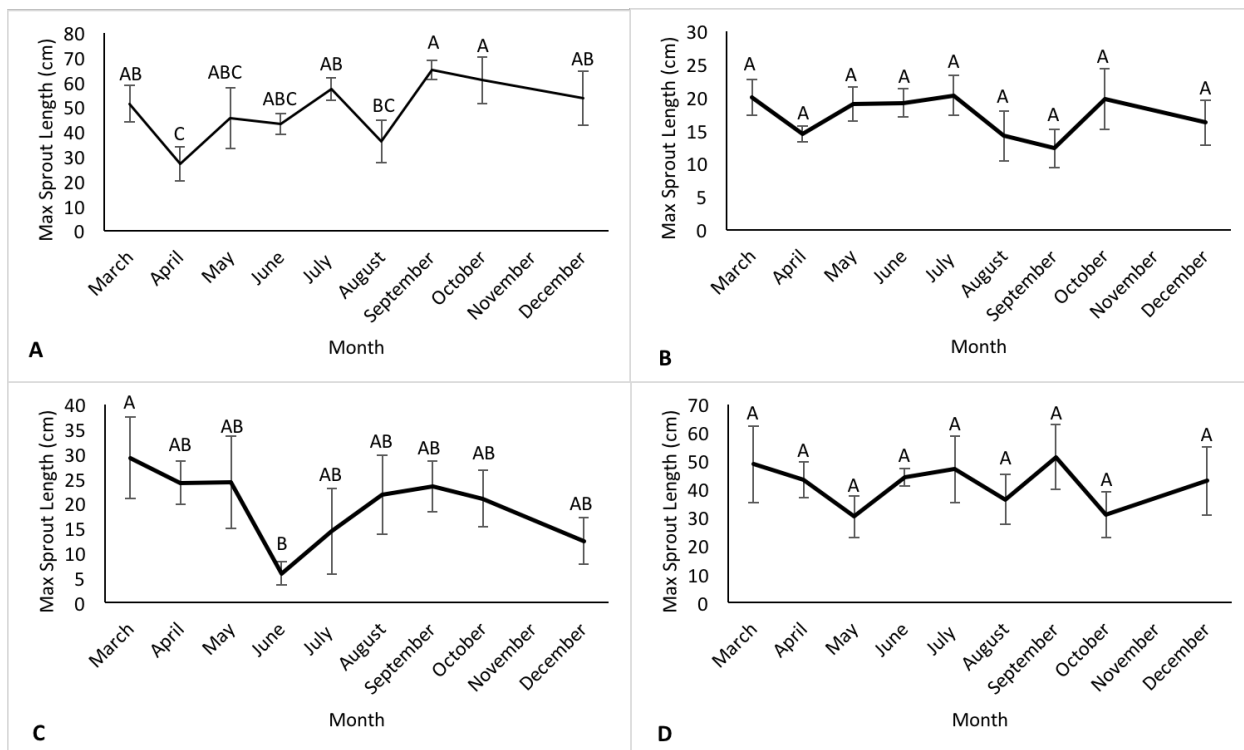 Max Sprout Length (cm)
80
70
60
50
40
30
20
10
0
AB
C
ABC
ABC
AB
BC
A
A
AB
March
April
May
June
July
August
September
October
November
December
Month
A
Max Sprout Length (cm)
30
25
20
15
10
5
0
A
A
A
A
A
A
A
A
A
March
April
May
June
July
August
September
October
November
December
Month
B
Max Sprout Length (cm)
40
35
30
25
20
15
10
5
0
A
AB
AB
B
AB
AB
AB
AB
AB
March
April
May
June
July
August
September
October
November
December
Month
C
Max Sprout Length (cm)
70
60
50
40
30
20
10
0
A
A
A
A
A
A
A
A
A
March
April
May
June
July
August
September
October
November
December
Month
D